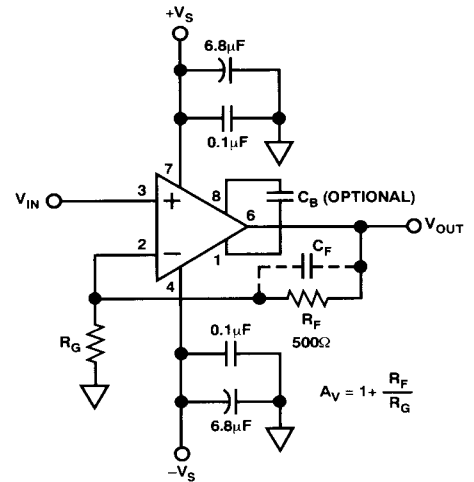 +VS
6.8µF
0.1µF
7
VIN
3
+
8
CB (OPTIONAL)
6
VOUT
2
−
1
CF
4
RG
RF
500Ω
0.1µF
AV = 1+ RF
RG
6.8µF
−VS